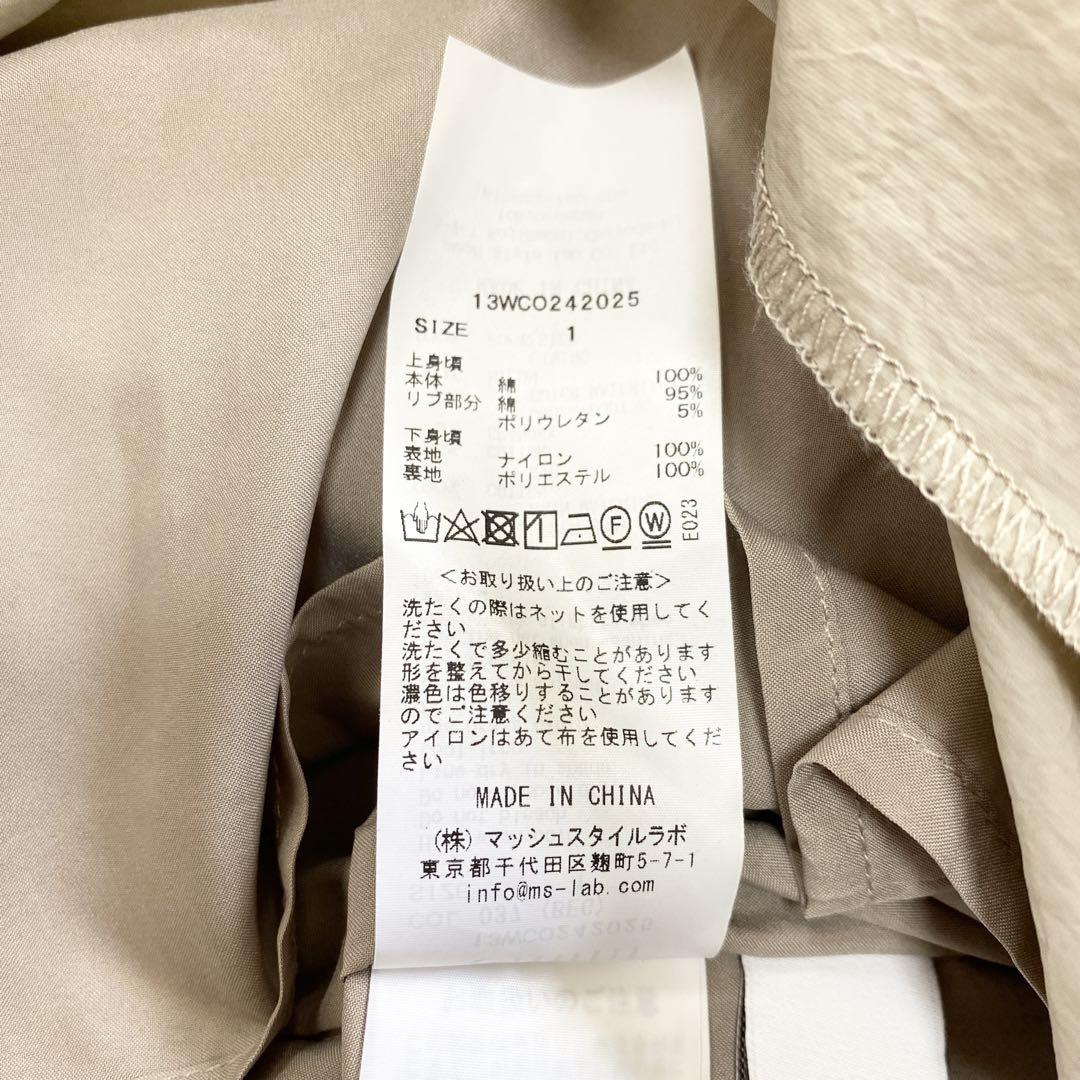 13WCO242025
SIZE 1
上身頃
本体 綿 100%
リブ部分 綿 95%
ポリウレタン 5%
下身頃
表地 ナイロン 100%
裏地 ポリエステル 100%
F W E023
＜お取り扱い上のご注意＞
洗たくの際はネットを使用してく
ださい
洗たくで多少縮むことがあります
形を整えてから干してください
濃色は色移りすることがあります
のでご注意ください
アイロンはあて布を使用してくだ
さい
MADE IN CHINA
(株) マッシュスタイルラボ
東京都千代田区麹町5-7-1
info@ms-lab.com